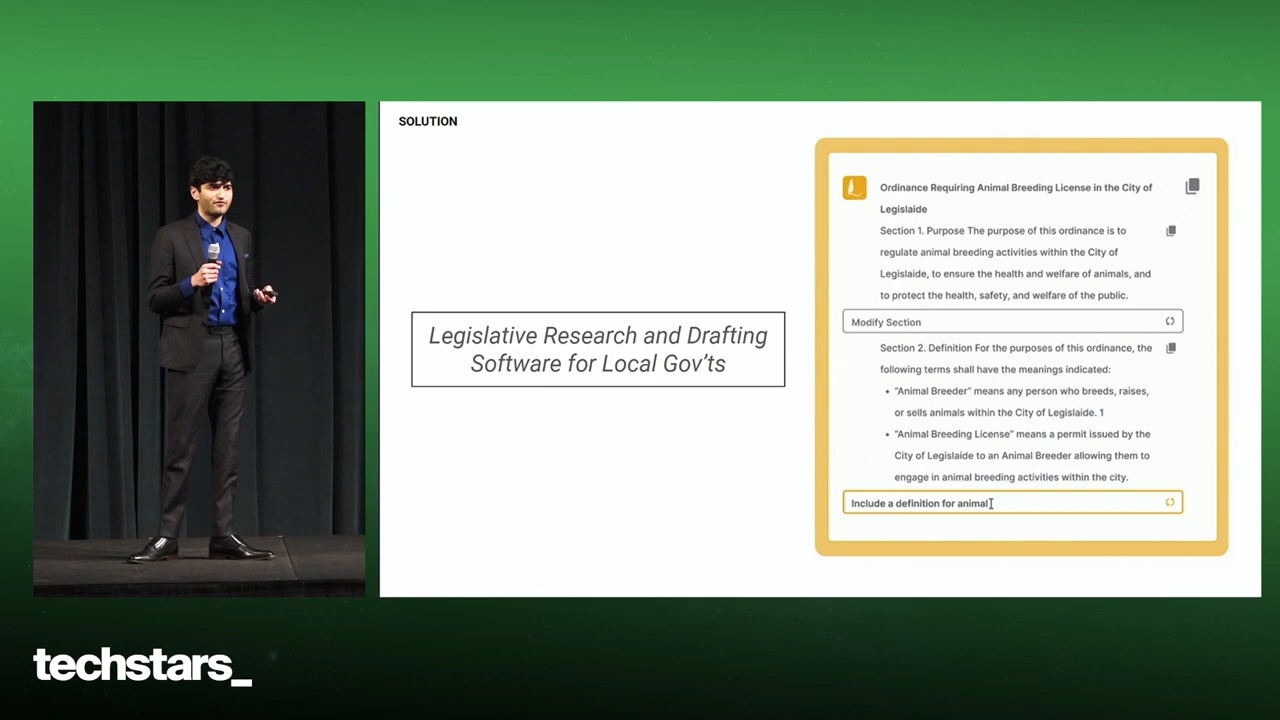 SOLUTION
Legislative Research and Drafting
Software for Local Gov'ts
Ordinance Requiring Animal Breeding License in the City of
Legislaide
Section 1. Purpose The purpose of this ordinance is to
regulate animal breeding activities within the City of
Legislaide, to ensure the health and welfare of animals, and
to protect the health, safety, and welfare of the public.
Modify Section
Section 2. Definition For the purposes of this ordinance, the
following terms shall have the meanings indicated:
• “Animal Breeder” means any person who breeds, raises,
or sells animals within the City of Legislaide. 1
• “Animal Breeding License” means a permit issued by the
City of Legislaide to an Animal Breeder allowing them to
engage in animal breeding activities within the city.
Include a definition for animal
techstars_